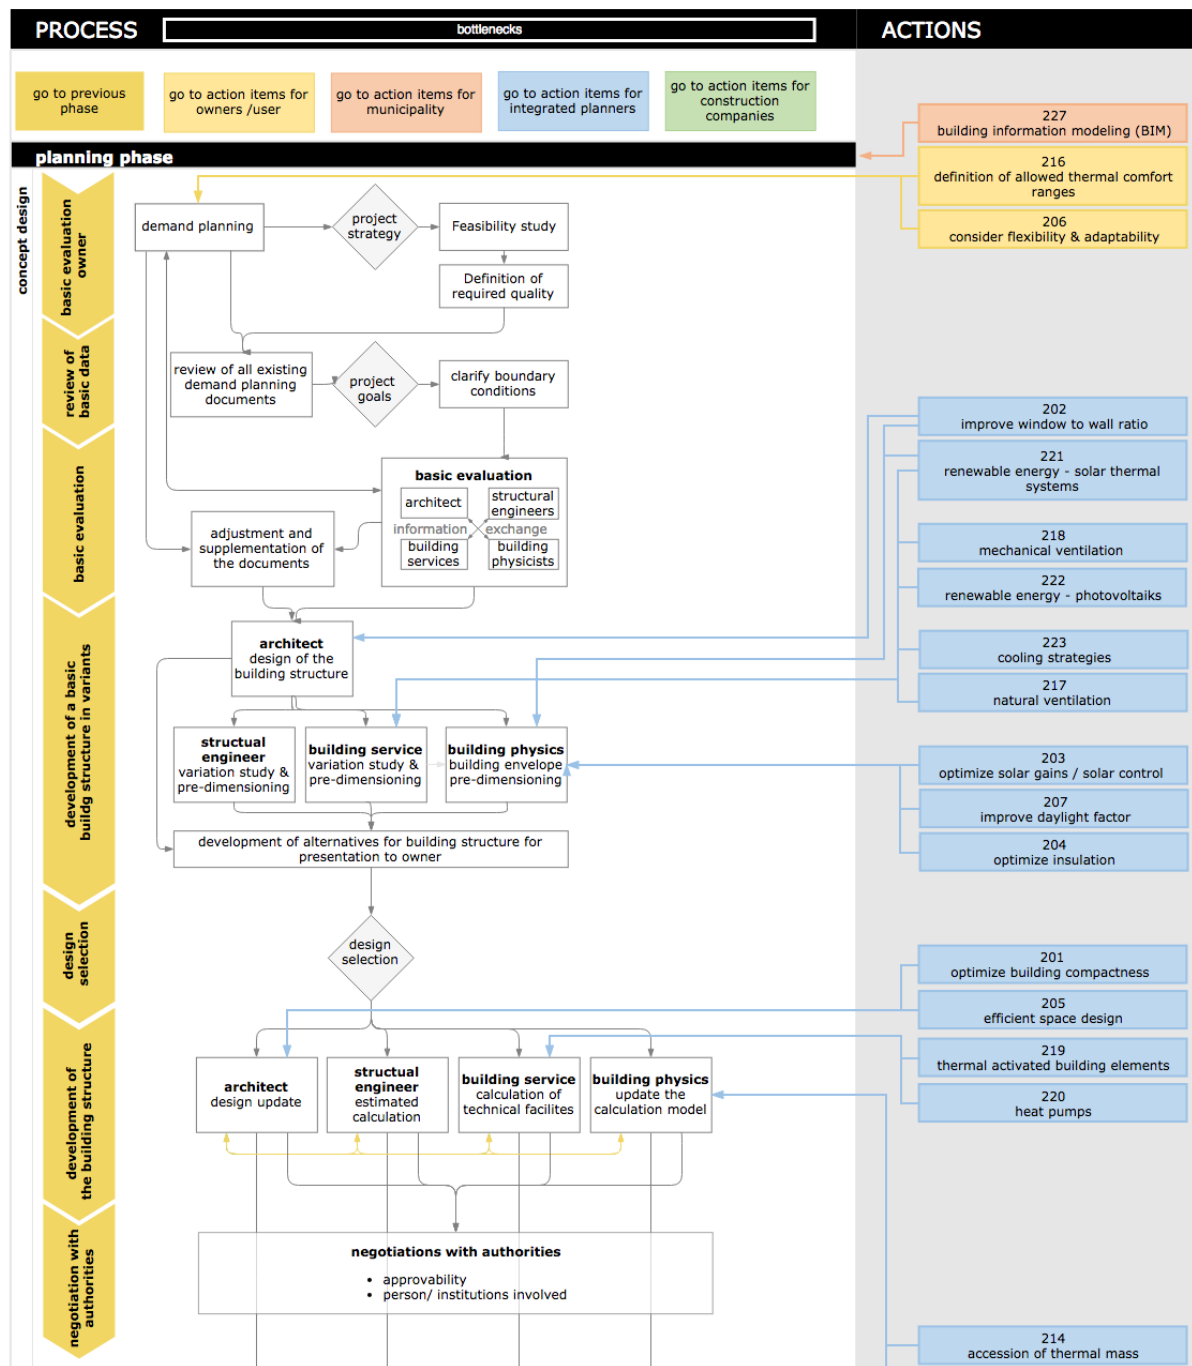 PROCESS
bottlenecks
ACTIONS
go to previous
phase
go to action items for
owners /user
go to action items for
municipality
go to action items for
integrated planners
go to action items for
construction
companies
planning phase
concept design
basic evaluation
owner
demand planning
project
strategy
Feasibility study
Definition of
required quality
review of
basic data
review of all existing
demand planning
documents
project
goals
clarify boundary
conditions
basic evaluation
basic evaluation
architect
structural
engineers
information exchange
building
services
building
physicists
adjustment and
supplementation of
the documents
development of a basic
buildg structure in variants
architect
design of the
building structure
structual
engineer
variation study &
pre-dimensioning
building service
variation study &
pre-dimensioning
building physics
building envelope
pre-dimensioning
development of alternatives for building structure for
presentation to owner
design
selection
design
selection
development of
the building structure
architect
design update
structual
engineer
estimated
calculation
building service
calculation of
technical facilites
building physics
update the
calculation model
negotiation with
authorities
negotiations with authorities
• approvability
• person/ institutions involved
227
building information modeling (BIM)
216
definition of allowed thermal comfort
ranges
206
consider flexibility & adaptability
202
improve window to wall ratio
221
renewable energy - solar thermal
systems
218
mechanical ventilation
222
renewable energy - photovoltaiks
223
cooling strategies
217
natural ventilation
203
optimize solar gains / solar control
207
improve daylight factor
204
optimize insulation
201
optimize building compactness
205
efficient space design
219
thermal activated building elements
220
heat pumps
214
accession of thermal mass